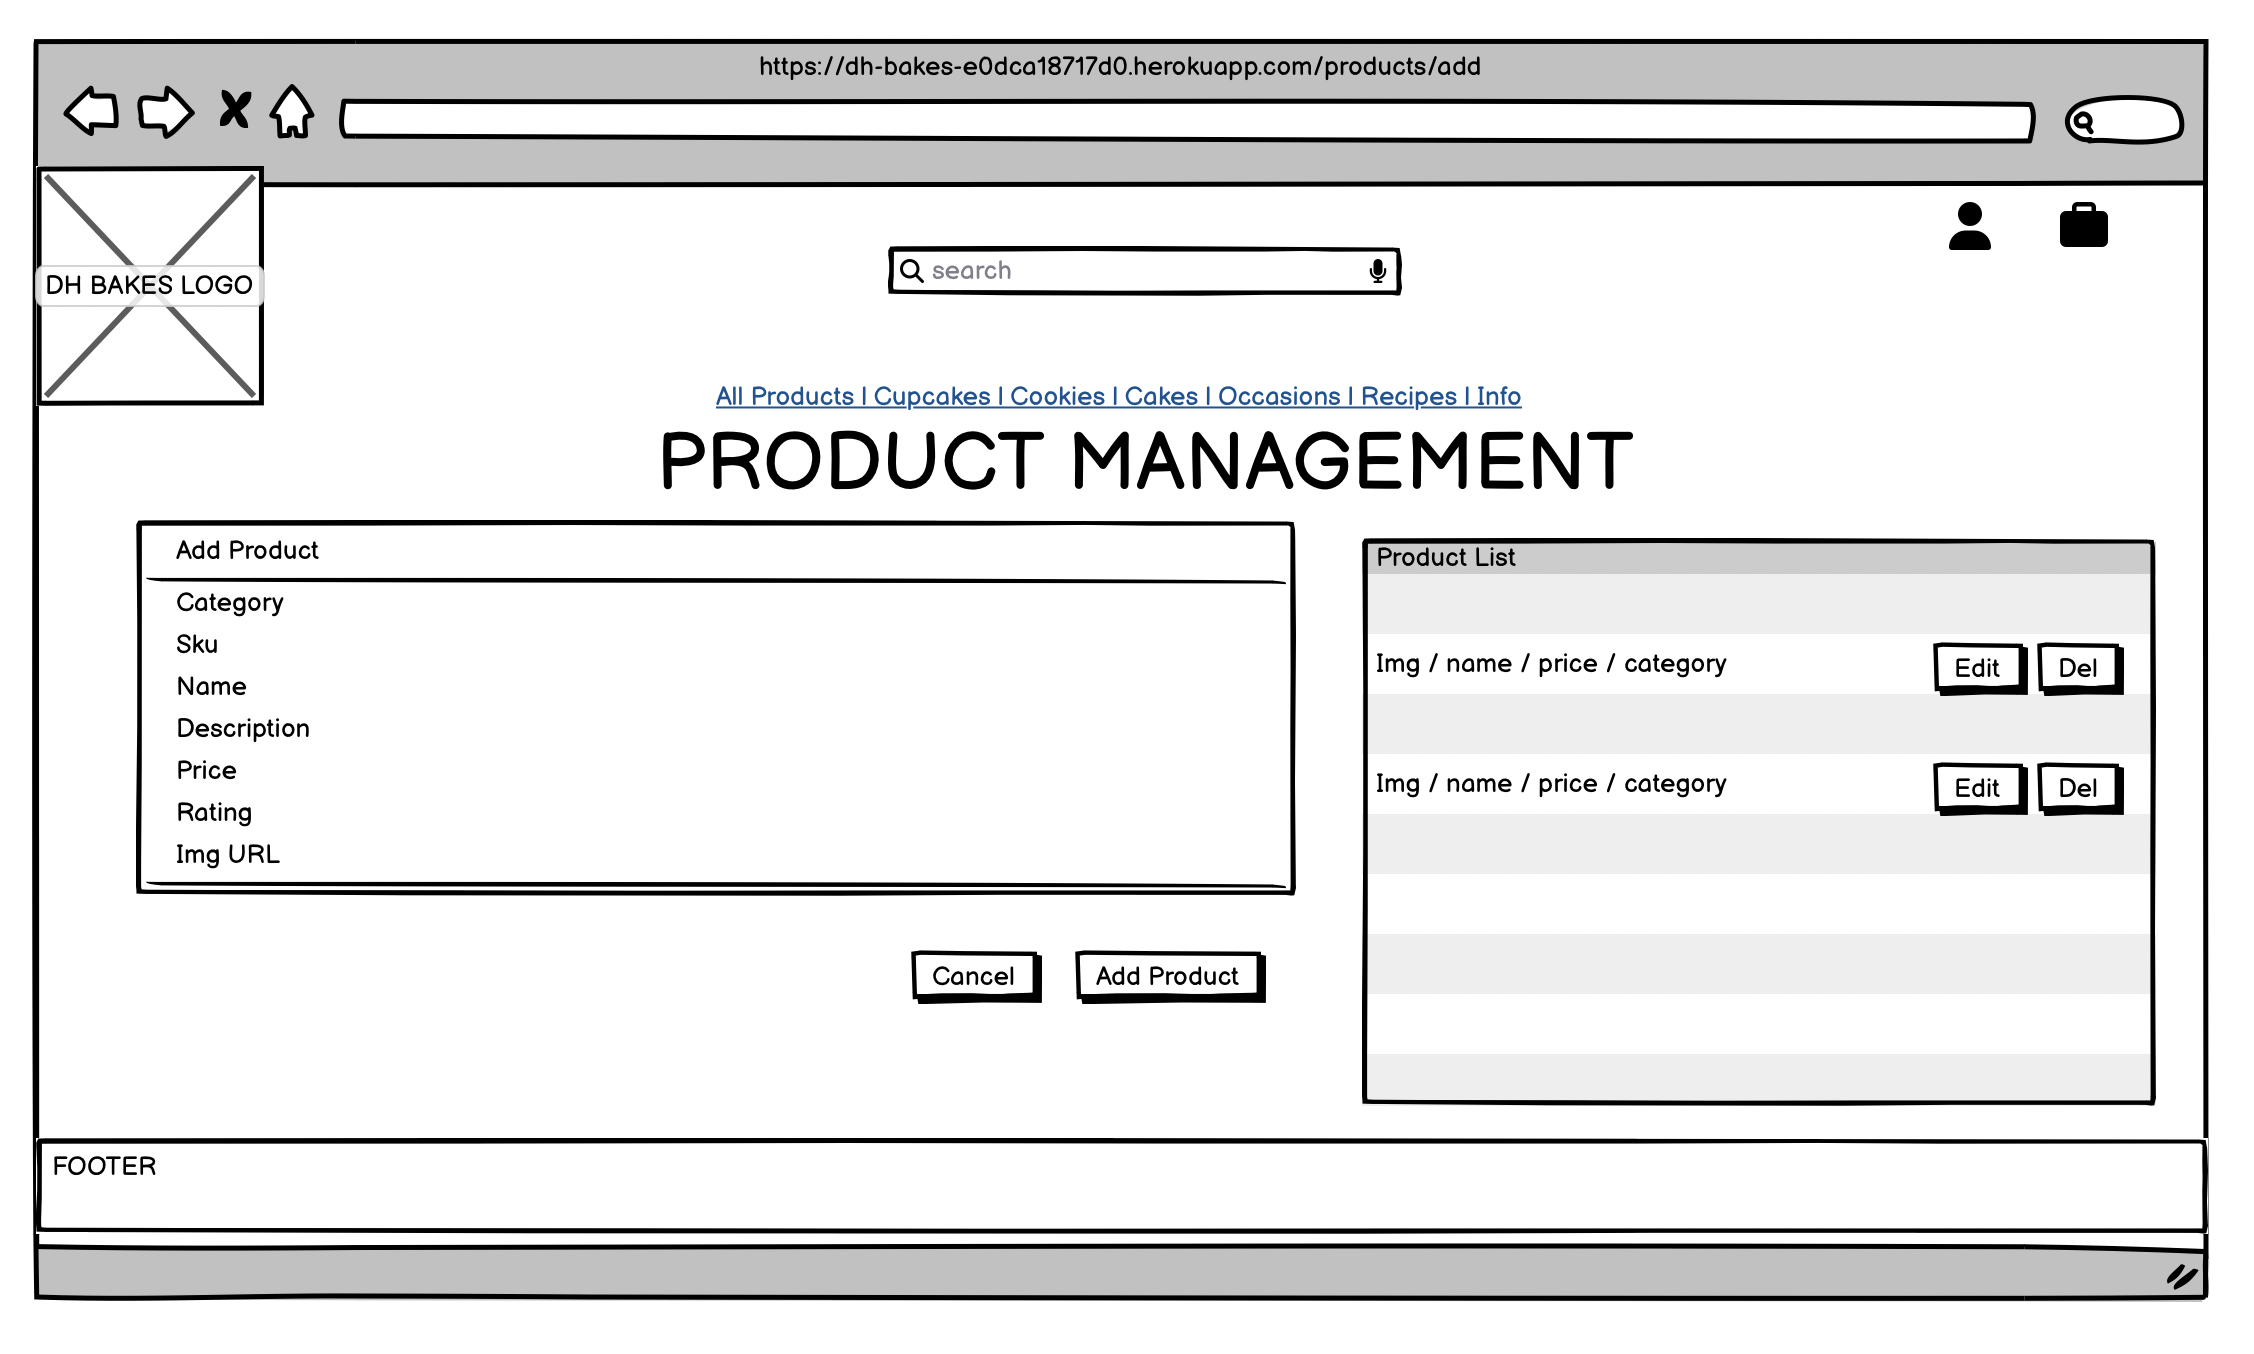 https://dh-bakes-e0dca18717d0.herokuapp.com/products/add
DH BAKES LOGO
search
All Products | Cupcakes | Cookies | Cakes | Occasions | Recipes | Info
PRODUCT MANAGEMENT
Add Product
Category
Sku
Name
Description
Price
Rating
Img URL
Cancel
Add Product
Product List
Img / name / price / category
Edit
Del
Img / name / price / category
Edit
Del
FOOTER